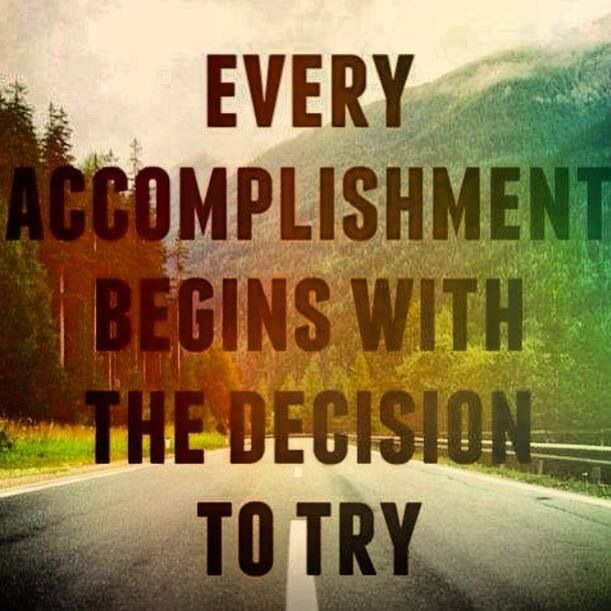 EVERY
ACCOMPLISHMENT
BEGINS WITH
THE DECISION
TO TRY